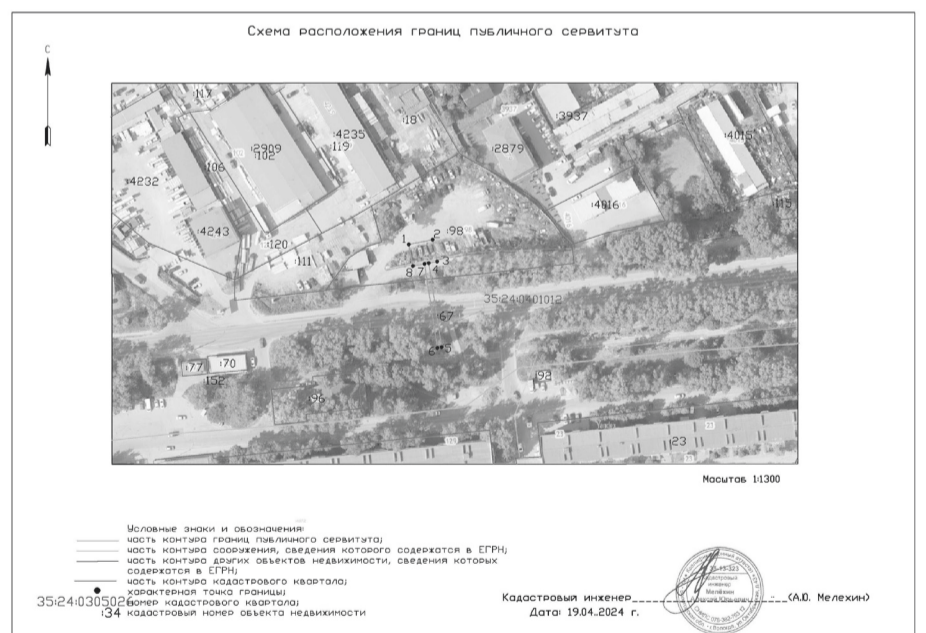 Схема расположения границ публичного сервитута
С
:117
:18
:3937
:4235
:119
:4015
:2909
:102
:2879
:106
:4232
:4016
:115
:4243
:98
:120
1
2
:111
3
8 7 4
35:24:0401012
:67
6 5
:77
:70
:152
:92
:96
:23
Масштаб 1:1300
Условные знаки и обозначения:
часть контура границ публичного сервитута;
часть контура сооружения, сведения которого содержатся в ЕГРН;
часть контура других объектов недвижимости, сведения которых
содержатся в ЕГРН;
часть контура кадастрового квартала;
характерная точка границы;
35:24:0305026 номер кадастрового квартала;
:34 кадастровый номер объекта недвижимости
Кадастровый инженер (А.Ю. Мелехин)
Дата: 19.04.2024 г.